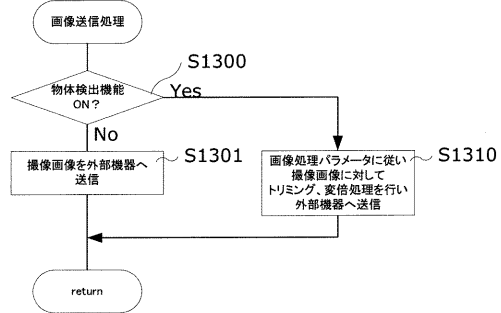 画像送信処理
S1300
物体検出機能
ON?
Yes
No
撮像画像を外部機器へ
送信
S1301
画像処理パラメータに従い
撮像画像に対して
トリミング、変倍処理を行い
外部機器へ送信
S1310
return